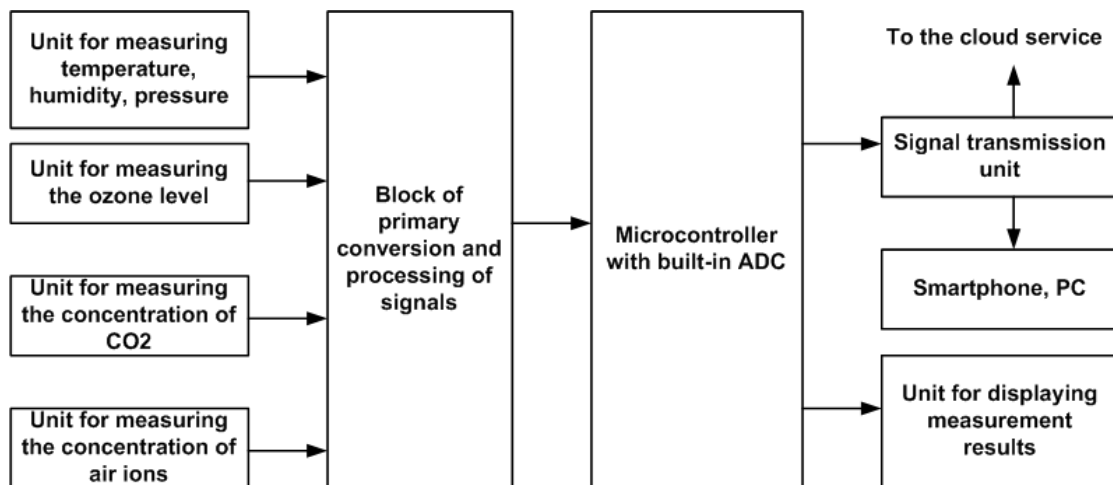 Unit for measuring
temperature,
humidity, pressure
Unit for measuring
the ozone level
Unit for measuring
the concentration of
CO2
Unit for measuring
the concentration of
air ions
Block of
primary
conversion and
processing of
signals
Microcontroller
with built-in ADC
To the cloud service
Signal transmission
unit
Smartphone, PC
Unit for displaying
measurement
results